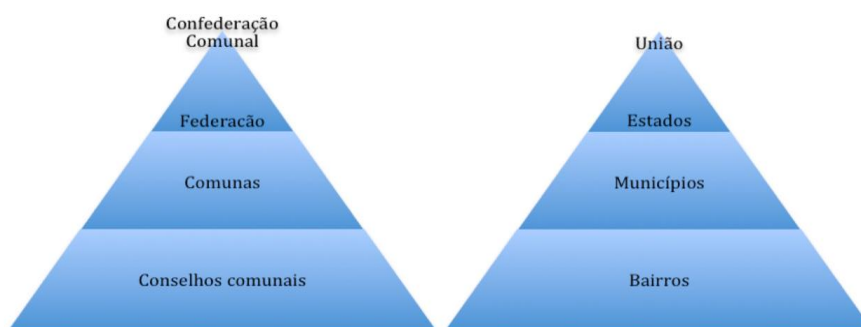 Confederação
Comunal
Federacão
Comunas
Conselhos comunais
União
Estados
Municípios
Bairros